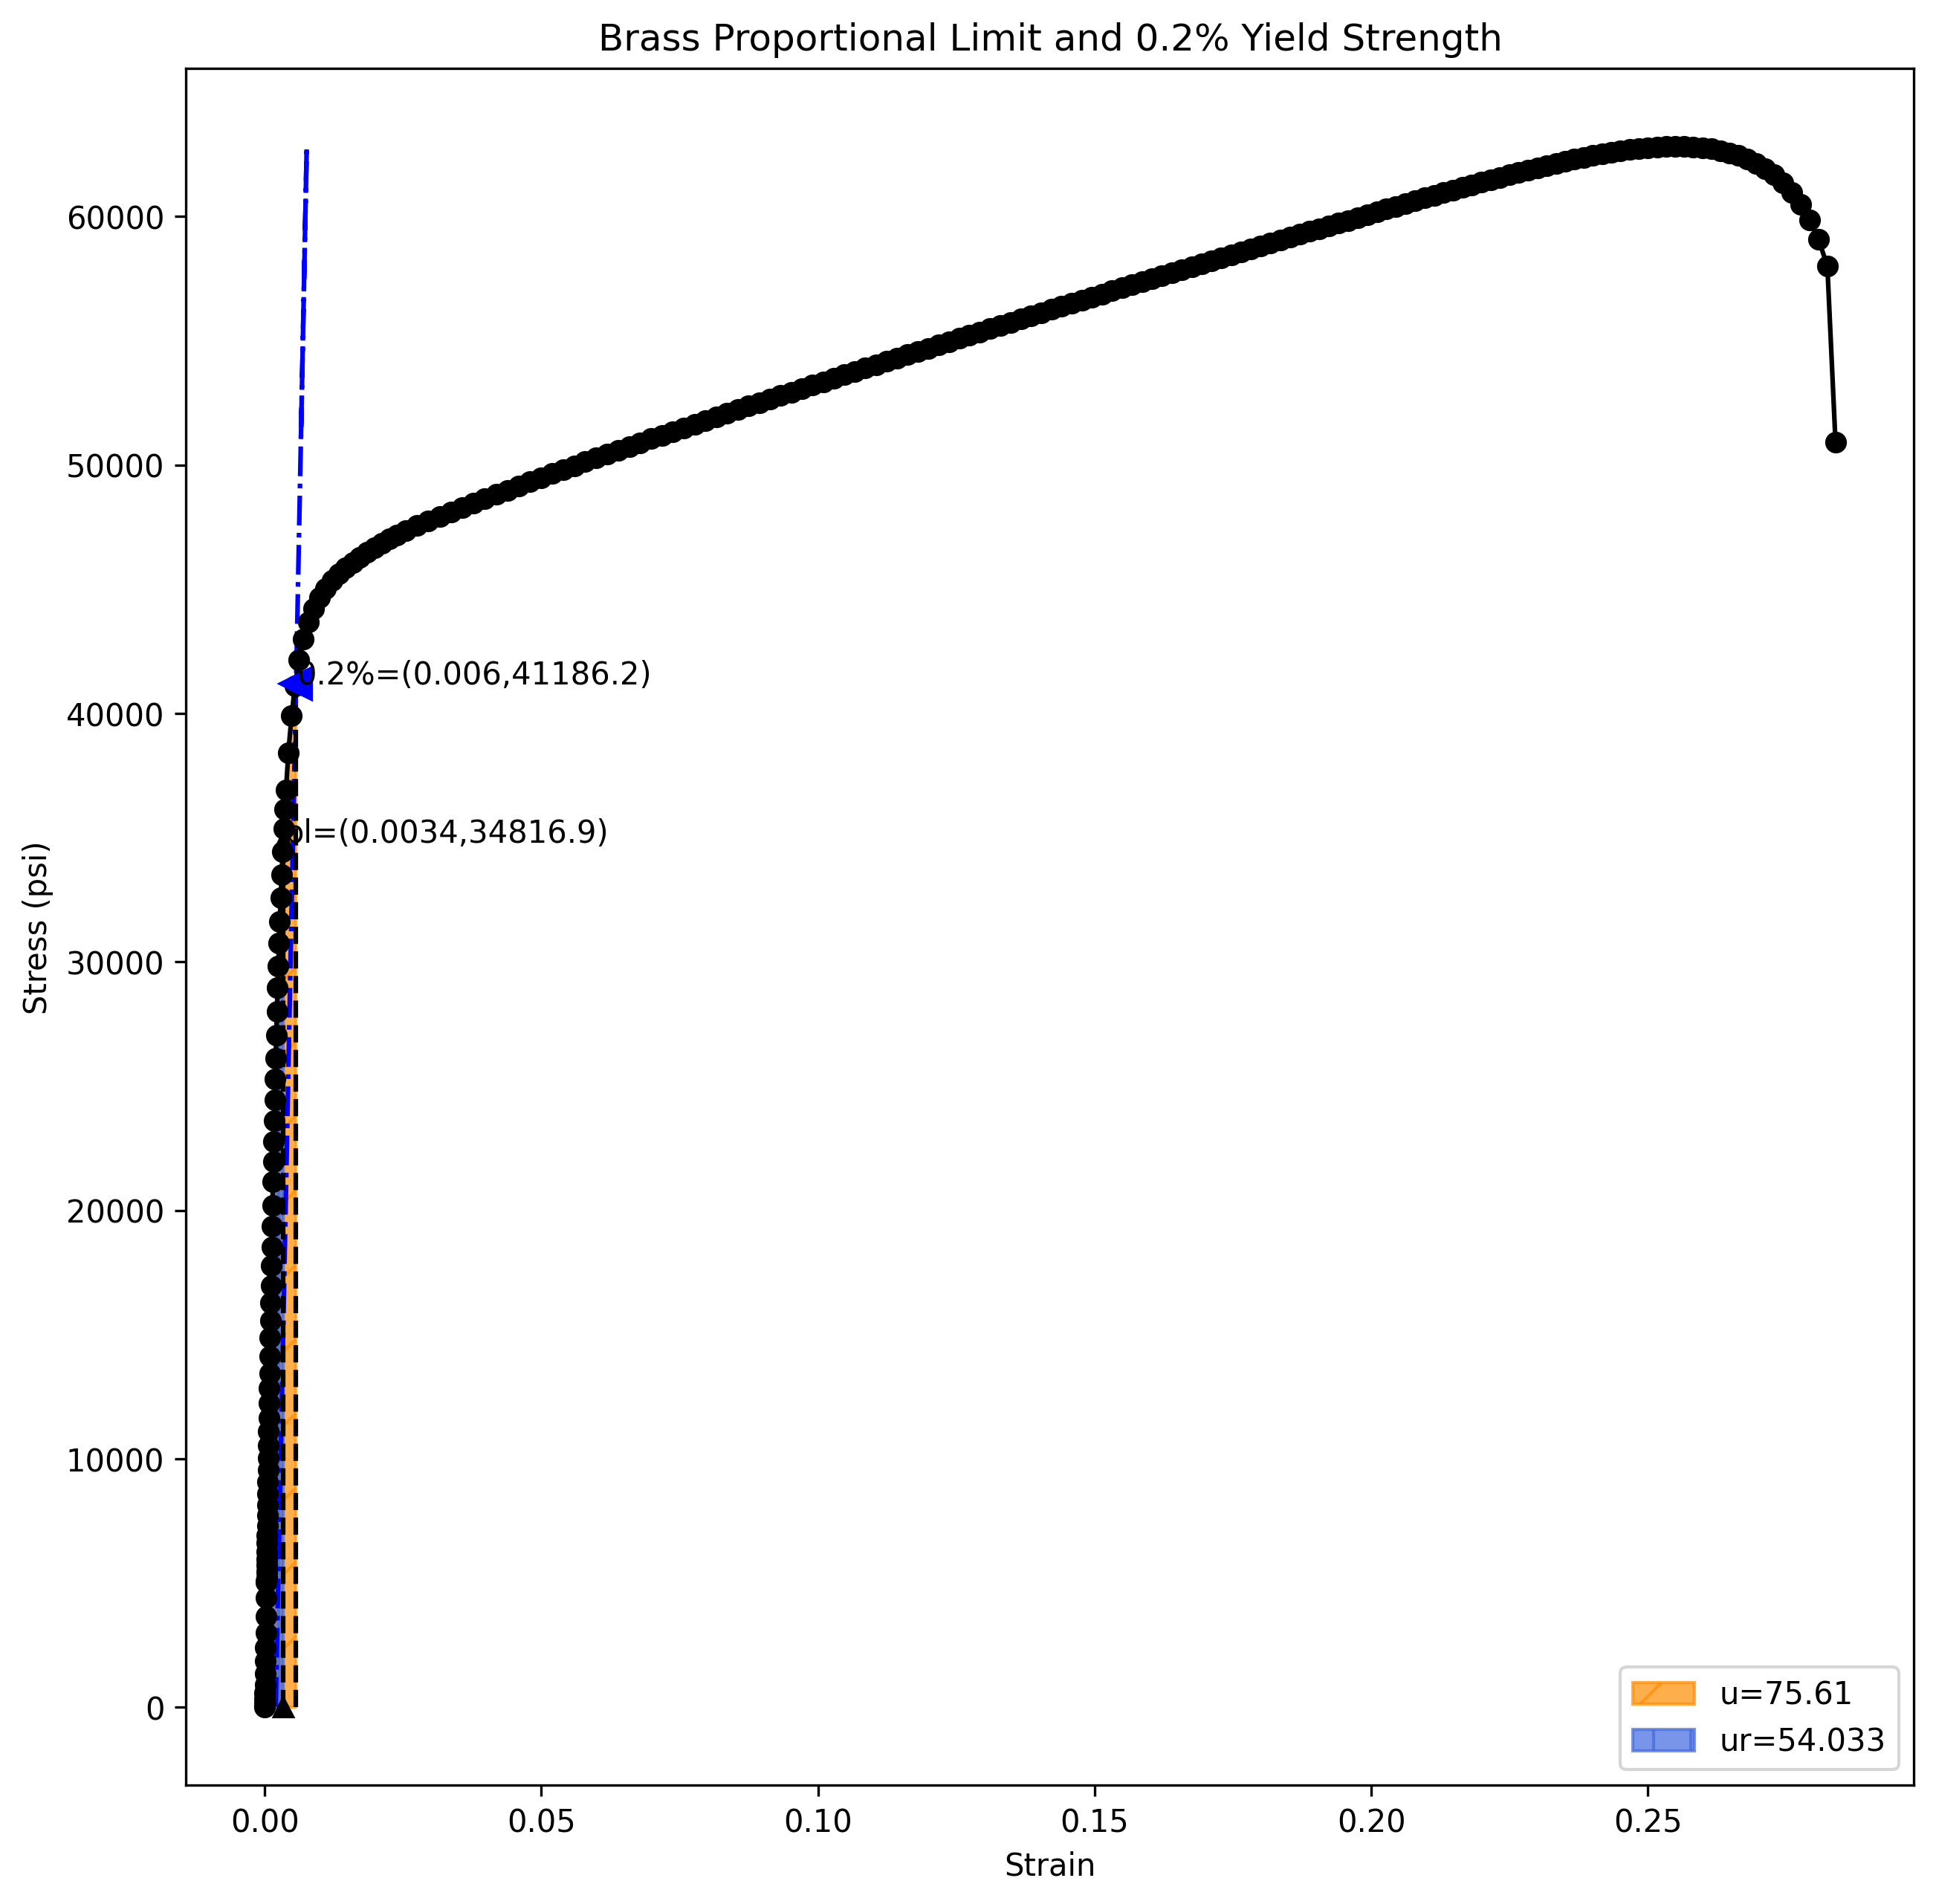 Brass Proportional Limit and 0.2% Yield Strength
60000
50000
40000
30000
20000
10000
0
Stress (psi)
0.2%=(0.006,41186.2)
pl=(0.0034,34816.9)
u=75.61
ur=54.033
0.00
0.05
0.10
0.15
0.20
0.25
Strain